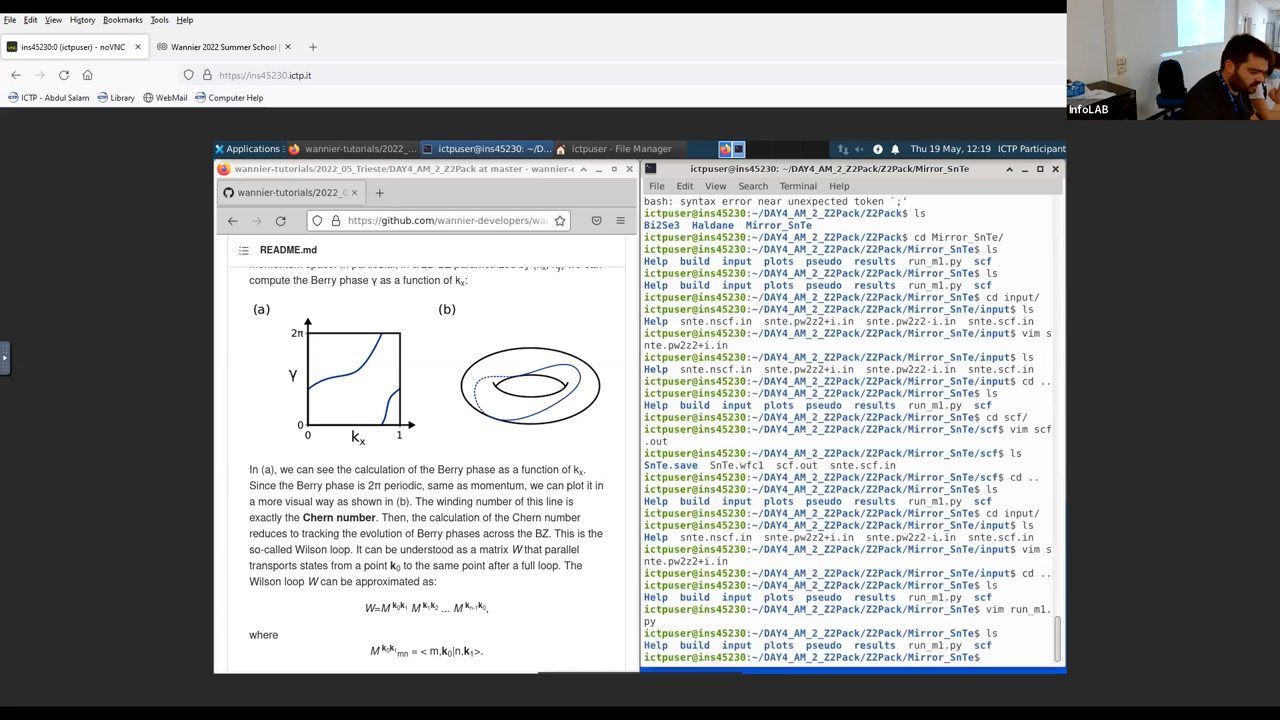 File Edit View History Bookmarks Tools Help
ins45230:0 (ictpuser) - noVNC
Wannier 2022 Summer School |
https://ins45230.ictp.it
ICTP - Abdul Salam Library WebMail Computer Help
InfoLAB
Applications wannier-tutorials/2022_... ictpuser@ins45230: ~/D... ictpuser - File Manager Thu 19 May, 12:19 ICTP Participant
wannier-tutorials/2022_05_Trieste/DAY4_AM_2_Z2Pack at master · wannier-
wannier-tutorials/2022_0
https://github.com/wannier-developers/wa
README.md
compute the Berry phase γ as a function of kx:
(a) (b)
2π
γ
0
0 kx 1
In (a), we can see the calculation of the Berry phase as a function of kx.
Since the Berry phase is 2π periodic, same as momentum, we can plot it in
a more visual way as shown in (b). The winding number of this line is
exactly the Chern number. Then, the calculation of the Chern number
reduces to tracking the evolution of Berry phases across the BZ. This is the
so-called Wilson loop. It can be understood as a matrix W that parallel
transports states from a point k0 to the same point after a full loop. The
Wilson loop W can be approximated as:
W=M k0k1 M k1k2 ... M kn-1k0,
where
M k0k1mn = < m,k0|n,k1>.
ictpuser@ins45230: ~/DAY4_AM_2_Z2Pack/Z2Pack/Mirror_SnTe
File Edit View Search Terminal Help
bash: syntax error near unexpected token `;'
ictpuser@ins45230:~/DAY4_AM_2_Z2Pack/Z2Pack$ ls
Bi2Se3 Haldane Mirror_SnTe
ictpuser@ins45230:~/DAY4_AM_2_Z2Pack/Z2Pack$ cd Mirror_SnTe/
ictpuser@ins45230:~/DAY4_AM_2_Z2Pack/Z2Pack/Mirror_SnTe$ ls
Help build input plots pseudo results run_m1.py scf
ictpuser@ins45230:~/DAY4_AM_2_Z2Pack/Z2Pack/Mirror_SnTe$ ls
Help build input plots pseudo results run_m1.py scf
ictpuser@ins45230:~/DAY4_AM_2_Z2Pack/Z2Pack/Mirror_SnTe$ cd input/
ictpuser@ins45230:~/DAY4_AM_2_Z2Pack/Z2Pack/Mirror_SnTe/input$ ls
Help snte.nscf.in snte.pw2z2+i.in snte.pw2z2-i.in snte.scf.in
ictpuser@ins45230:~/DAY4_AM_2_Z2Pack/Z2Pack/Mirror_SnTe/input$ vim s
nte.pw2z2+i.in
ictpuser@ins45230:~/DAY4_AM_2_Z2Pack/Z2Pack/Mirror_SnTe/input$ ls
Help snte.nscf.in snte.pw2z2+i.in snte.pw2z2-i.in snte.scf.in
ictpuser@ins45230:~/DAY4_AM_2_Z2Pack/Z2Pack/Mirror_SnTe/input$ cd ..
ictpuser@ins45230:~/DAY4_AM_2_Z2Pack/Z2Pack/Mirror_SnTe$ ls
Help build input plots pseudo results run_m1.py scf
ictpuser@ins45230:~/DAY4_AM_2_Z2Pack/Z2Pack/Mirror_SnTe$ cd scf/
ictpuser@ins45230:~/DAY4_AM_2_Z2Pack/Z2Pack/Mirror_SnTe/scf$ vim scf
.out
ictpuser@ins45230:~/DAY4_AM_2_Z2Pack/Z2Pack/Mirror_SnTe/scf$ ls
SnTe.save SnTe.wfc1 scf.out snte.scf.in
ictpuser@ins45230:~/DAY4_AM_2_Z2Pack/Z2Pack/Mirror_SnTe/scf$ cd ..
ictpuser@ins45230:~/DAY4_AM_2_Z2Pack/Z2Pack/Mirror_SnTe$ ls
Help build input plots pseudo results run_m1.py scf
ictpuser@ins45230:~/DAY4_AM_2_Z2Pack/Z2Pack/Mirror_SnTe$ cd input/
ictpuser@ins45230:~/DAY4_AM_2_Z2Pack/Z2Pack/Mirror_SnTe/input$ ls
Help snte.nscf.in snte.pw2z2+i.in snte.pw2z2-i.in snte.scf.in
ictpuser@ins45230:~/DAY4_AM_2_Z2Pack/Z2Pack/Mirror_SnTe/input$ vim s
nte.pw2z2+i.in
ictpuser@ins45230:~/DAY4_AM_2_Z2Pack/Z2Pack/Mirror_SnTe/input$ cd ..
ictpuser@ins45230:~/DAY4_AM_2_Z2Pack/Z2Pack/Mirror_SnTe$ ls
Help build input plots pseudo results run_m1.py scf
ictpuser@ins45230:~/DAY4_AM_2_Z2Pack/Z2Pack/Mirror_SnTe$ vim run_m1.
py
ictpuser@ins45230:~/DAY4_AM_2_Z2Pack/Z2Pack/Mirror_SnTe$ ls
Help build input plots pseudo results run_m1.py scf
ictpuser@ins45230:~/DAY4_AM_2_Z2Pack/Z2Pack/Mirror_SnTe$